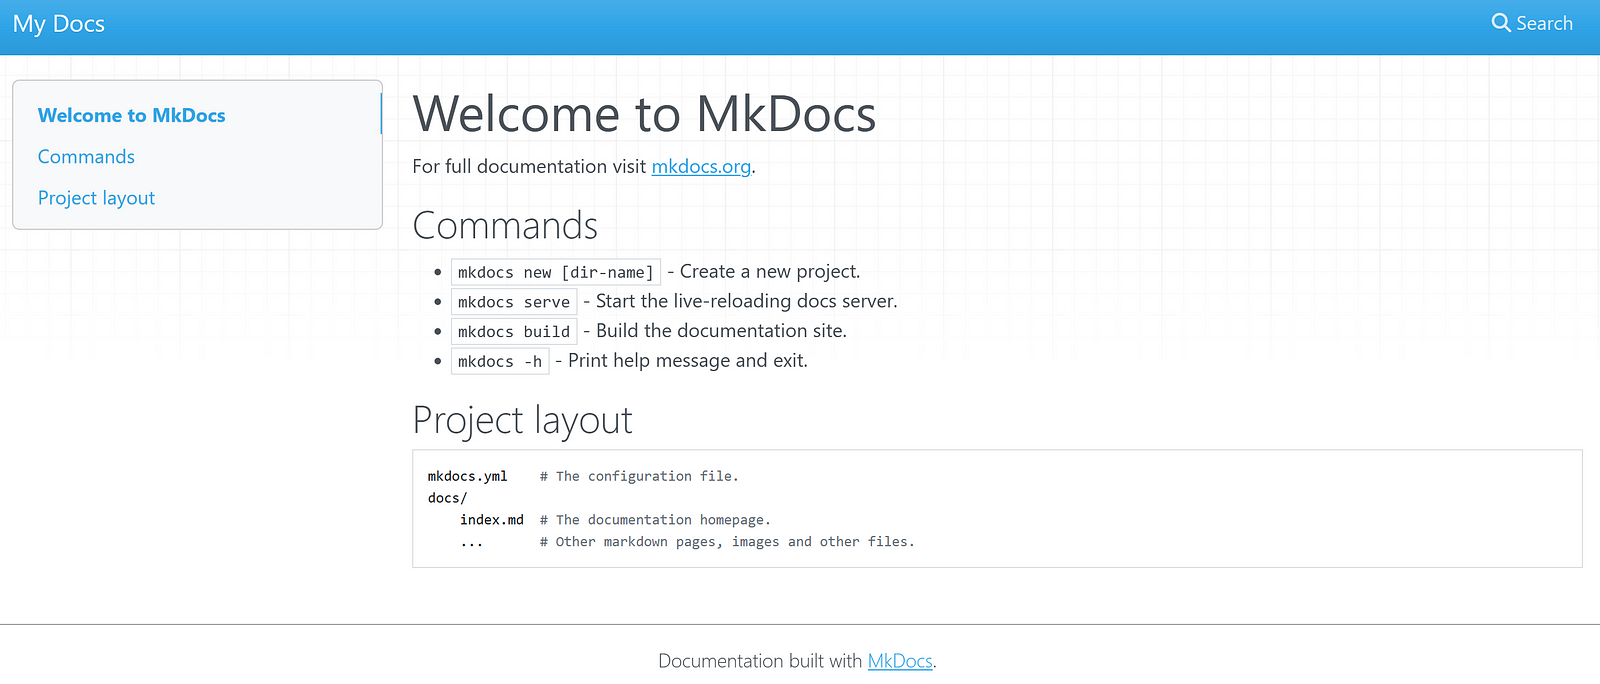 My Docs
Search
Welcome to MkDocs
Commands
Project layout
Welcome to MkDocs
For full documentation visit mkdocs.org.
Commands
mkdocs new [dir-name] - Create a new project.
mkdocs serve - Start the live-reloading docs server.
mkdocs build - Build the documentation site.
mkdocs -h - Print help message and exit.
Project layout
mkdocs.yml    # The configuration file.
docs/
    index.md  # The documentation homepage.
    ...       # Other markdown pages, images and other files.
Documentation built with MkDocs.